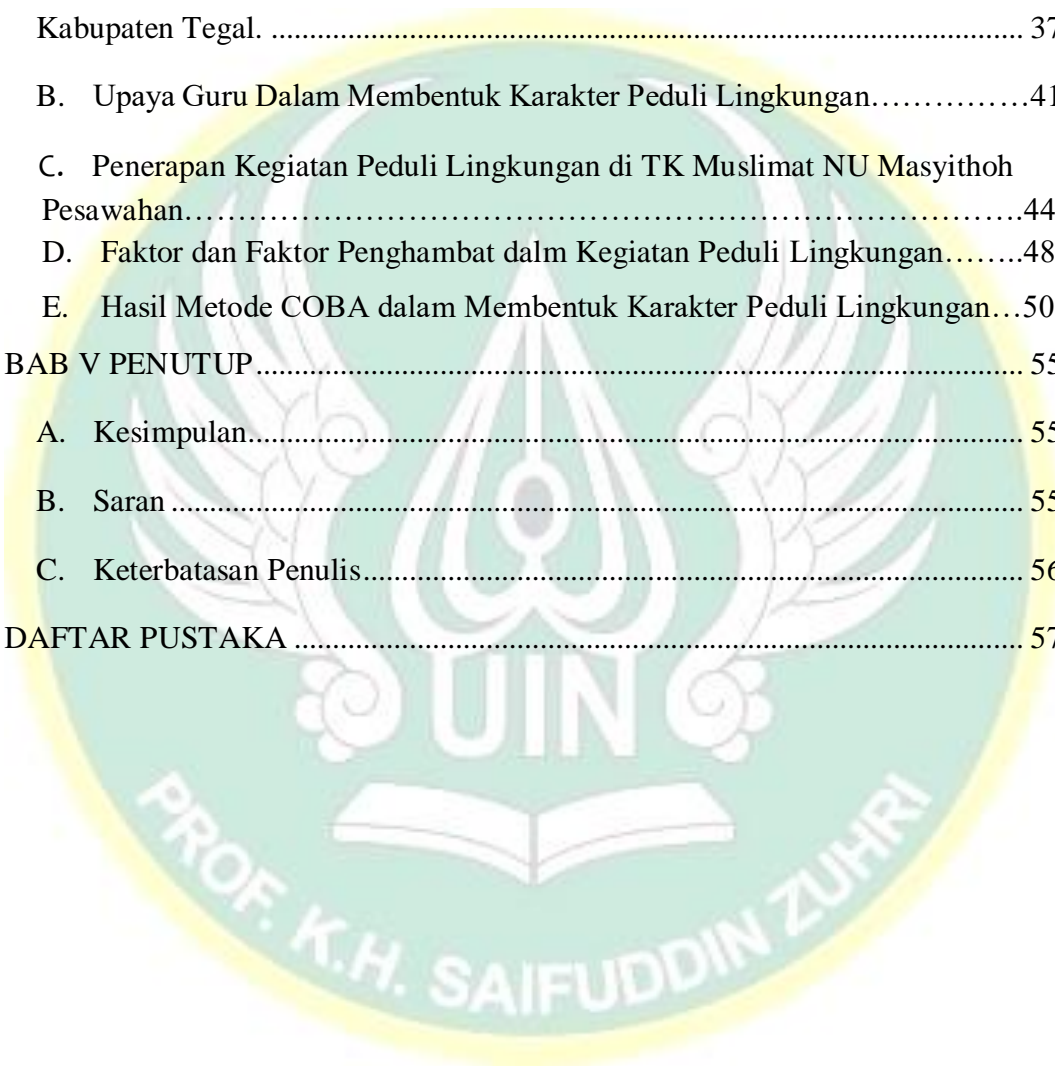 Kabupaten Tegal. ........................................................................................ 37
B. Upaya Guru Dalam Membentuk Karakter Peduli Lingkungan……………41
C. Penerapan Kegiatan Peduli Lingkungan di TK Muslimat NU Masyithoh
Pesawahan……………………………………………………………………….44
D. Faktor dan Faktor Penghambat dalm Kegiatan Peduli Lingkungan……..48
E. Hasil Metode COBA dalam Membentuk Karakter Peduli Lingkungan…50
BAB V PENUTUP.......................................................................................... 55
A. Kesimpulan........................................................................................... 55
B. Saran .................................................................................................... 55
C. Keterbatasan Penulis............................................................................. 56
DAFTAR PUSTAKA ..................................................................................... 57
UIN
PROF. K.H. SAIFUDDIN ZUHRI